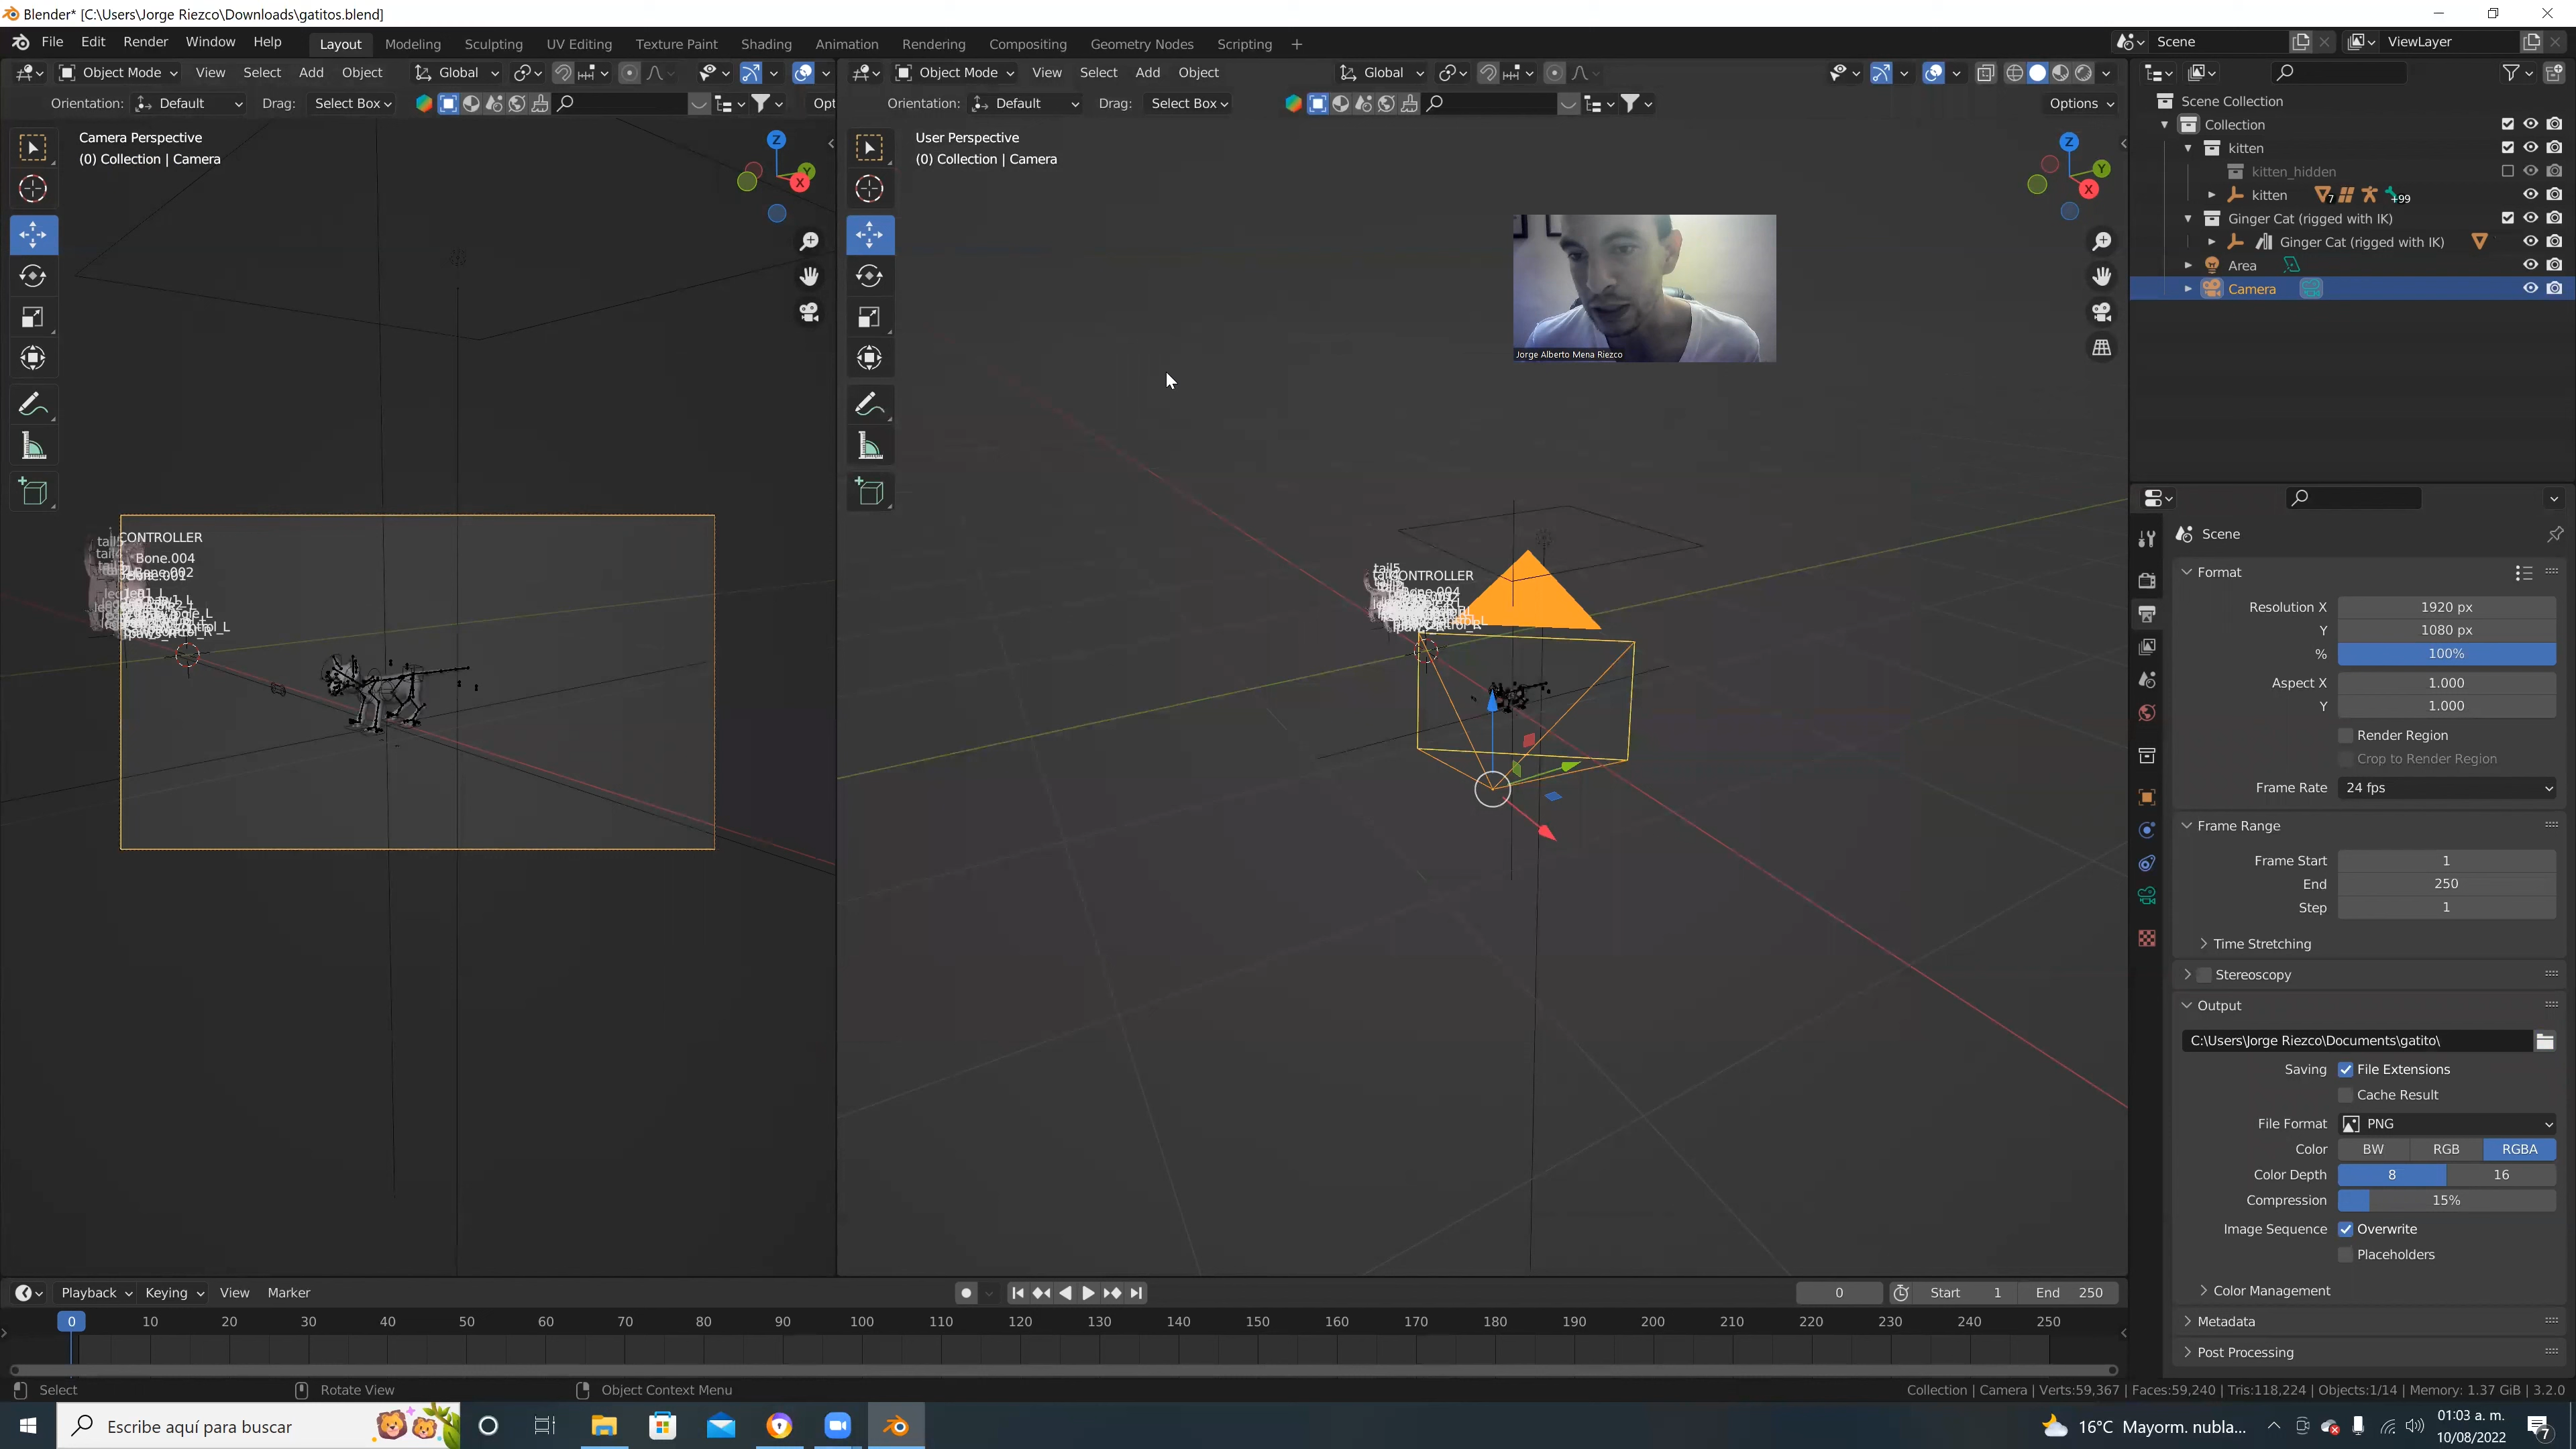 Blender* [C:\Users\Jorge Riezco\Downloads\gatitos.blend]
File Edit Render Window Help Layout Modeling Sculpting UV Editing Texture Paint Shading Animation Rendering Compositing Geometry Nodes Scripting + Scene ViewLayer
Object Mode View Select Add Object Global
Object Mode View Select Add Object Global
Orientation: Default Drag: Select Box Opt
Orientation: Default Drag: Select Box Options
Camera Perspective
(0) Collection | Camera
Z
Y
X
CONTROLLER
Bone.004
User Perspective
(0) Collection | Camera
Z
Y
X
Jorge Alberto Mena Riezco
tail5
CONTROLLER
Scene Collection
Collection
kitten
kitten_hidden
kitten 7 +99
Ginger Cat (rigged with IK)
Ginger Cat (rigged with IK)
Area
Camera
Scene
Format
Resolution X 1920 px
Y 1080 px
% 100%
Aspect X 1.000
Y 1.000
Render Region
Crop to Render Region
Frame Rate 24 fps
Frame Range
Frame Start 1
End 250
Step 1
Time Stretching
Stereoscopy
Output
C:\Users\Jorge Riezco\Documents\gatito\
Saving File Extensions
Cache Result
File Format PNG
Color BW RGB RGBA
Color Depth 8 16
Compression 15%
Image Sequence Overwrite
Placeholders
Color Management
Metadata
Post Processing
Playback Keying View Marker 0 Start 1 End 250
0 10 20 30 40 50 60 70 80 90 100 110 120 130 140 150 160 170 180 190 200 210 220 230 240 250
Select Rotate View Object Context Menu Collection | Camera | Verts:59,367 | Faces:59,240 | Tris:118,224 | Objects:1/14 | Memory: 1.37 GiB | 3.2.0
Escribe aquí para buscar 16°C Mayorm. nubla... 01:03 a. m.
10/08/2022
7